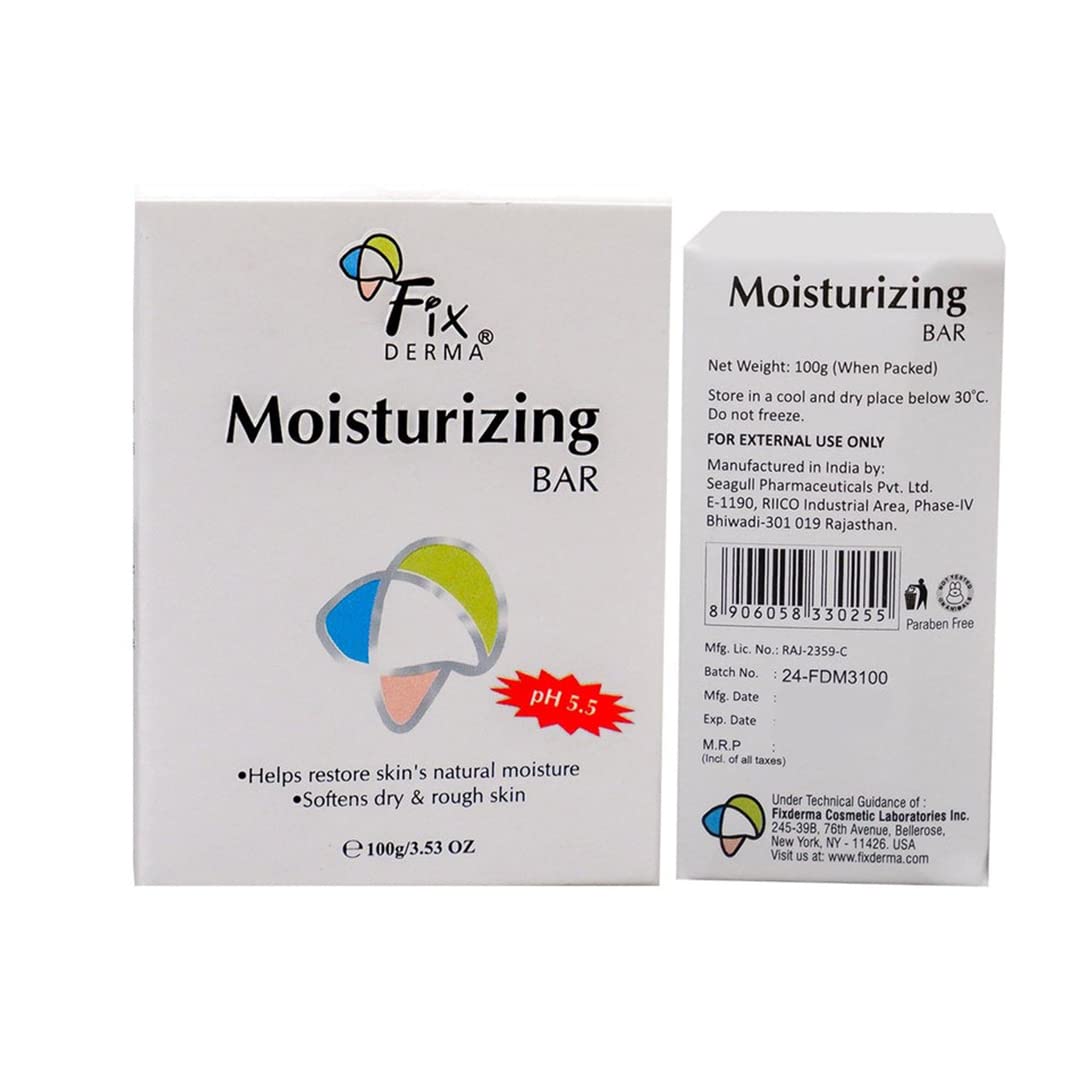 Fix
DERMA®
Moisturizing
BAR
pH 5.5
•Helps restore skin's natural moisture
•Softens dry & rough skin
℮ 100g/3.53 OZ
Moisturizing
BAR
Net Weight: 100g (When Packed)
Store in a cool and dry place below 30°C.
Do not freeze.
FOR EXTERNAL USE ONLY
Manufactured in India by:
Seagull Pharmaceuticals Pvt. Ltd.
E-1190, RIICO Industrial Area, Phase-IV
Bhiwadi-301 019 Rajasthan.
8 906058 330255
NOT TESTED
ON ANIMALS
Paraben Free
Mfg. Lic. No.: RAJ-2359-C
Batch No. : 24-FDM3100
Mfg. Date :
Exp. Date :
M.R.P :
(Incl. of all taxes)
Under Technical Guidance of :
Fixderma Cosmetic Laboratories Inc.
245-39B, 76th Avenue, Bellerose,
New York, NY - 11426. USA
Visit us at: www.fixderma.com